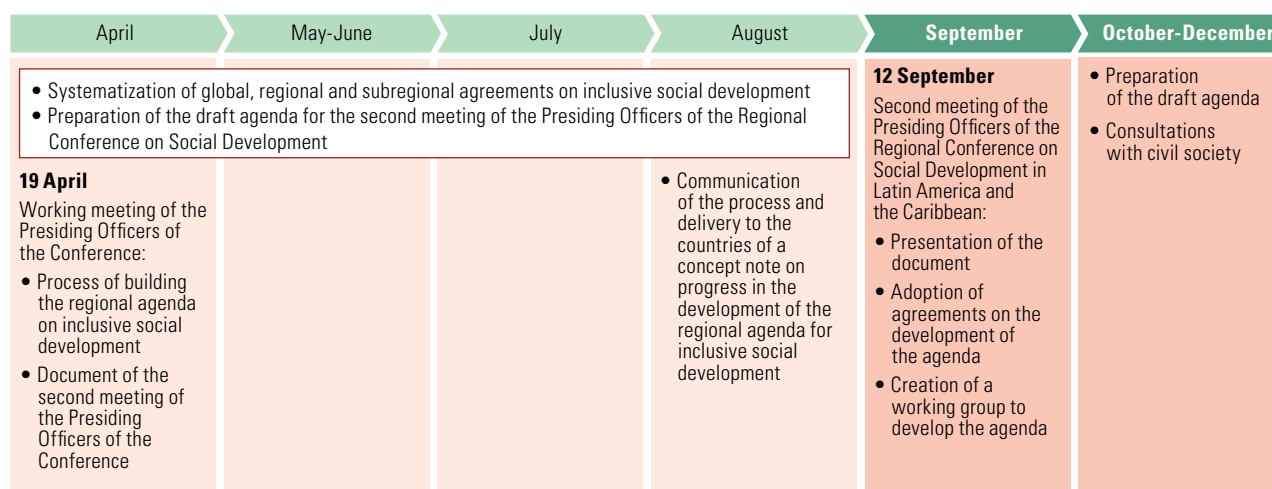 April
May-June
July
August
September
October-December
• Systematization of global, regional and subregional agreements on inclusive social development
• Preparation of the draft agenda for the second meeting of the Presiding Officers of the Regional
Conference on Social Development
19 April
Working meeting of the
Presiding Officers of
the Conference:
• Process of building
the regional agenda
on inclusive social
development
• Document of the
second meeting of
the Presiding
Officers of the
Conference
• Communication
of the process and
delivery to the
countries of a
concept note on
progress in the
development of the
regional agenda for
inclusive social
development
12 September
Second meeting of the
Presiding Officers of the
Regional Conference on
Social Development in
Latin America and
the Caribbean:
• Presentation of the
document
• Adoption of
agreements on the
development of
the agenda
• Creation of a
working group to
develop the agenda
• Preparation
of the draft agenda
• Consultations
with civil society